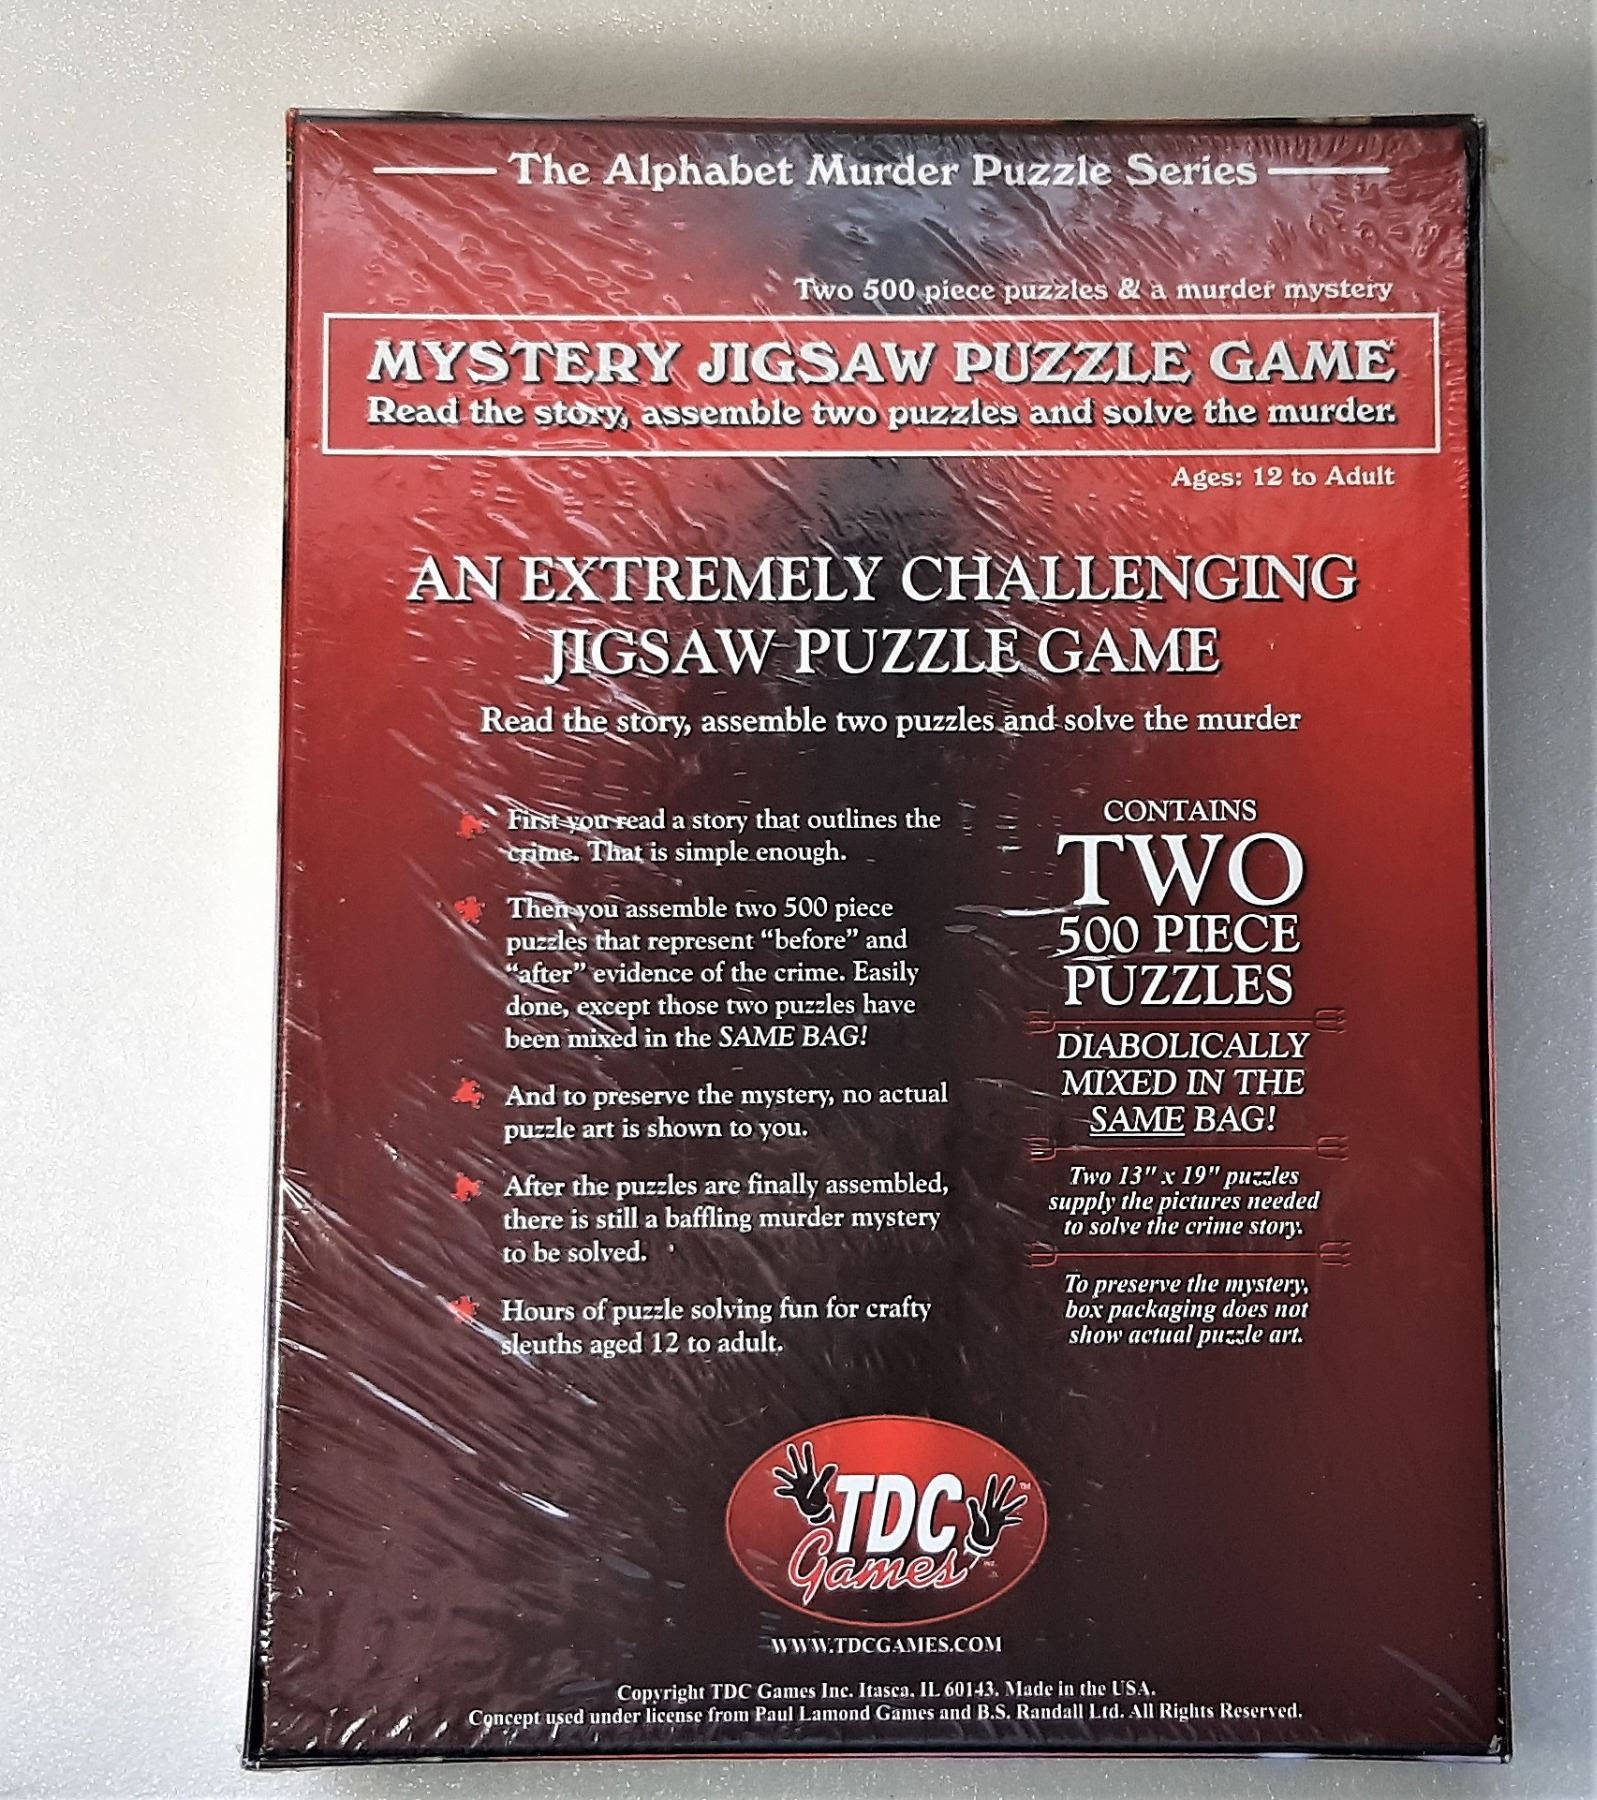 The Alphabet Murder Puzzle Series
Two 500 piece puzzles & a murder mystery
MYSTERY JIGSAW PUZZLE GAME
Read the story, assemble two puzzles and solve the murder.
Ages: 12 to Adult
AN EXTREMELY CHALLENGING
JIGSAW PUZZLE GAME
Read the story, assemble two puzzles and solve the murder
First you read a story that outlines the
crime. That is simple enough.
Then you assemble two 500 piece
puzzles that represent “before” and
“after” evidence of the crime. Easily
done, except those two puzzles have
been mixed in the SAME BAG!
And to preserve the mystery, no actual
puzzle art is shown to you.
After the puzzles are finally assembled,
there is still a baffling murder mystery
to be solved.
Hours of puzzle solving fun for crafty
sleuths aged 12 to adult.
CONTAINS
TWO
500 PIECE
PUZZLES
DIABOLICALLY
MIXED IN THE
SAME BAG!
Two 13" x 19" puzzles
supply the pictures needed
to solve the crime story.
To preserve the mystery,
box packaging does not
show actual puzzle art.
TDC
Games
INC.
TM
WWW.TDCGAMES.COM
Copyright TDC Games Inc. Itasca, IL 60143. Made in the USA.
Concept used under license from Paul Lamond Games and B.S. Randall Ltd. All Rights Reserved.